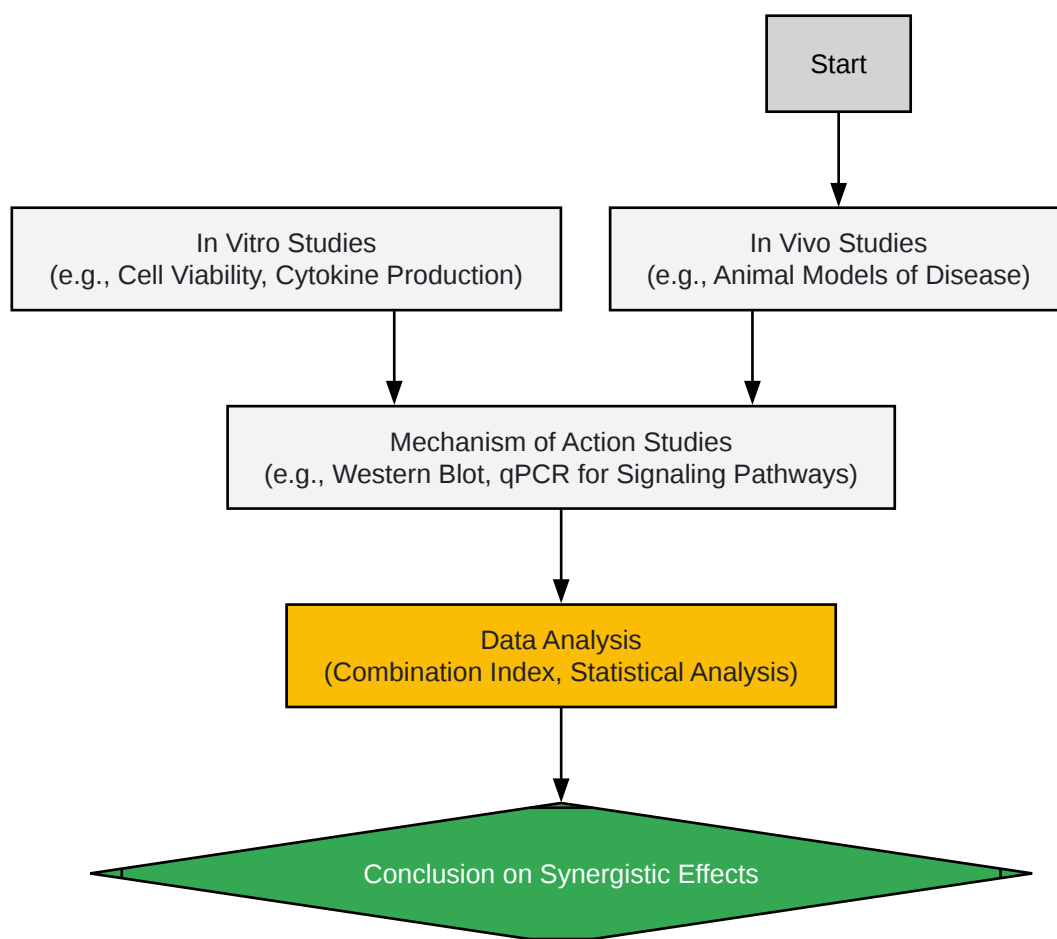 Start
In Vitro Studies
(e.g., Cell Viability, Cytokine Production)
In Vivo Studies
(e.g., Animal Models of Disease)
Mechanism of Action Studies
(e.g., Western Blot, qPCR for Signaling Pathways)
Data Analysis
(Combination Index, Statistical Analysis)
Conclusion on Synergistic Effects